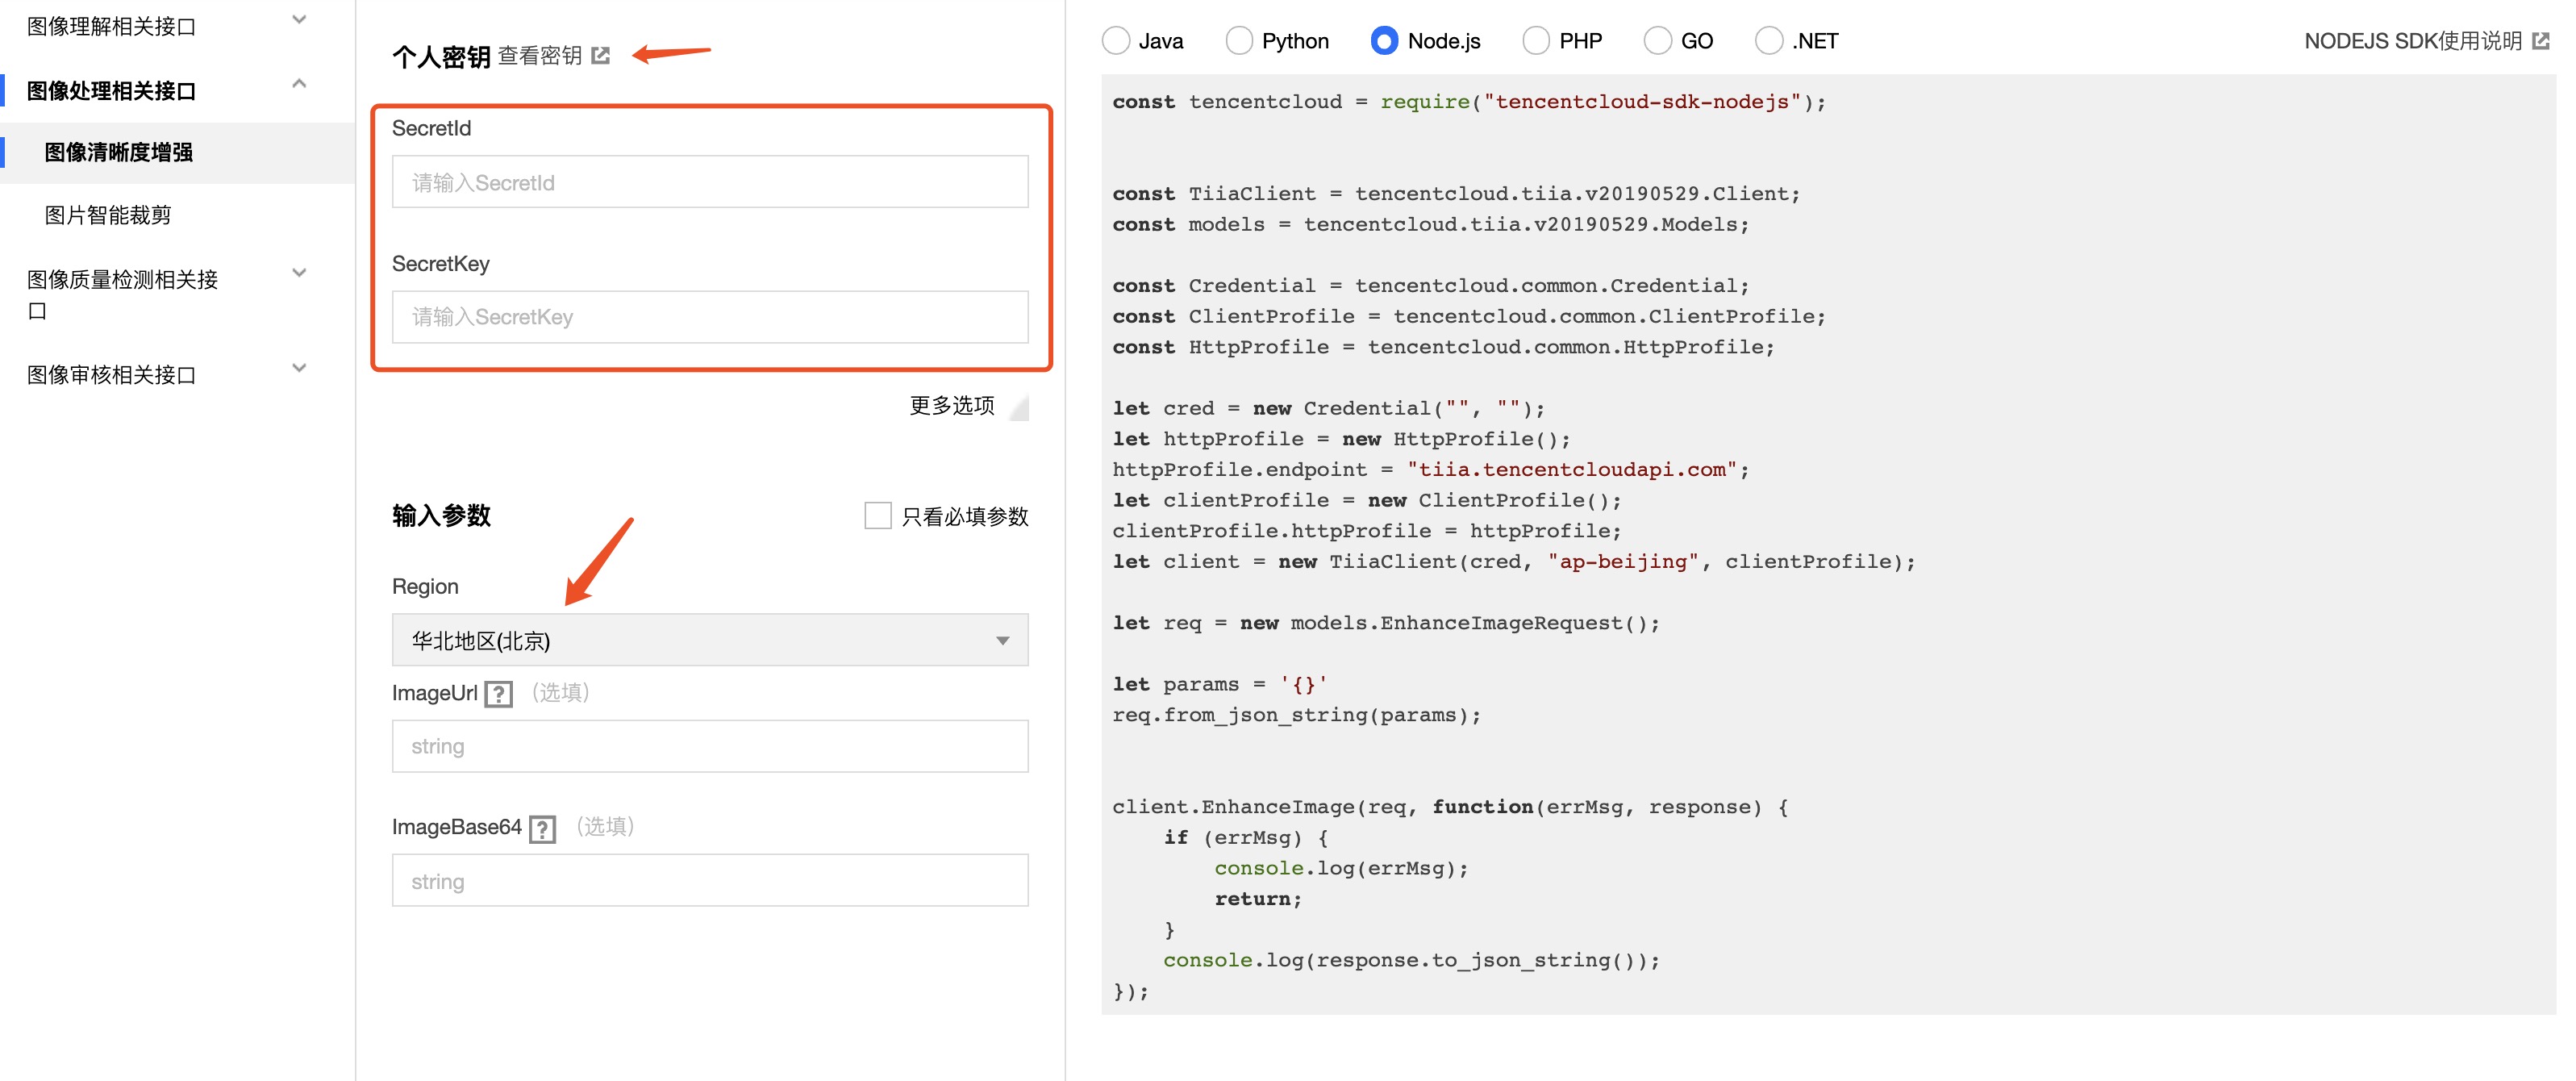 图像理解相关接口
图像处理相关接口
图像清晰度增强
图片智能裁剪
图像质量检测相关接
口
图像审核相关接口
个人密钥 查看密钥
SecretId
请输入SecretId
SecretKey
请输入SecretKey
更多选项
输入参数
只看必填参数
Region
华北地区(北京)
ImageUrl ? (选填)
string
ImageBase64 ? (选填)
string
Java Python Node.js PHP GO .NET
NODEJS SDK使用说明
const tencentcloud = require("tencentcloud-sdk-nodejs");
const TiiaClient = tencentcloud.tiia.v20190529.Client;
const models = tencentcloud.tiia.v20190529.Models;
const Credential = tencentcloud.common.Credential;
const ClientProfile = tencentcloud.common.ClientProfile;
const HttpProfile = tencentcloud.common.HttpProfile;
let cred = new Credential("", "");
let httpProfile = new HttpProfile();
httpProfile.endpoint = "tiia.tencentcloudapi.com";
let clientProfile = new ClientProfile();
clientProfile.httpProfile = httpProfile;
let client = new TiiaClient(cred, "ap-beijing", clientProfile);
let req = new models.EnhanceImageRequest();
let params = '{}'
req.from_json_string(params);
client.EnhanceImage(req, function(errMsg, response) {
    if (errMsg) {
        console.log(errMsg);
        return;
    }
    console.log(response.to_json_string());
});